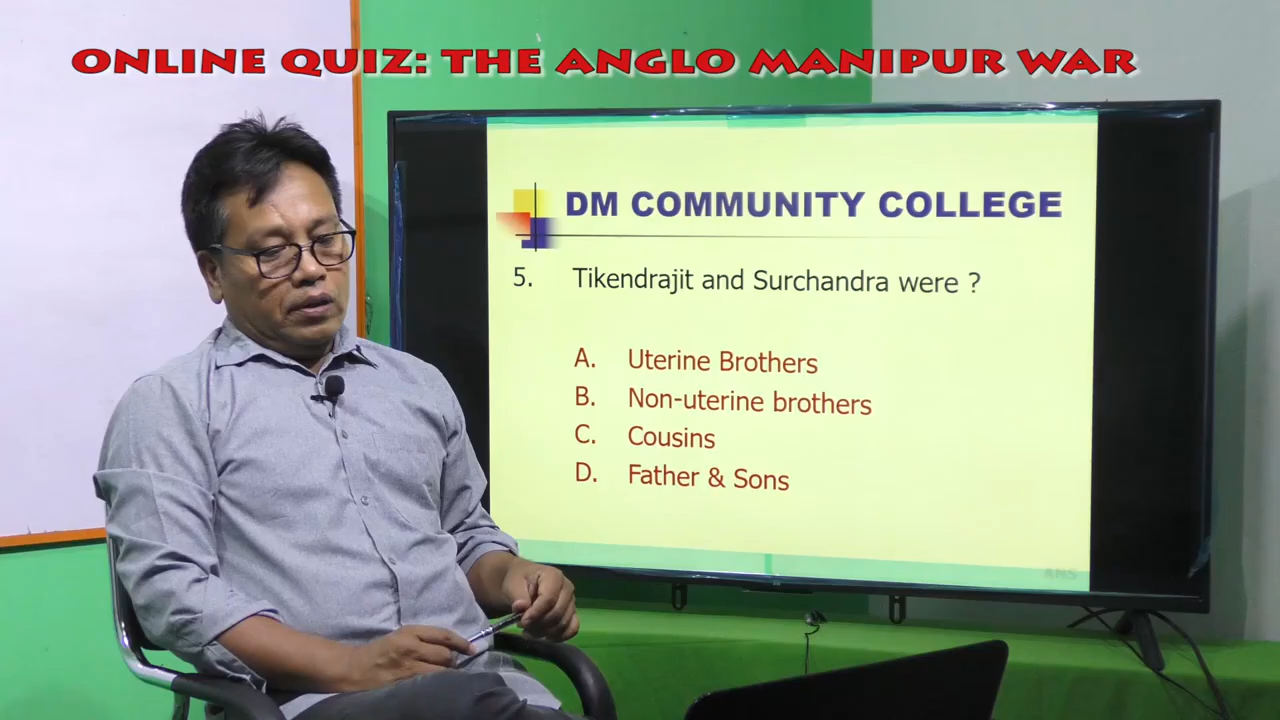 ONLINE QUIZ: THE ANGLO MANIPUR WAR
DM COMMUNITY COLLEGE
5. Tikendrajit and Surchandra were ?
A. Uterine Brothers
B. Non-uterine brothers
C. Cousins
D. Father & Sons
ANS